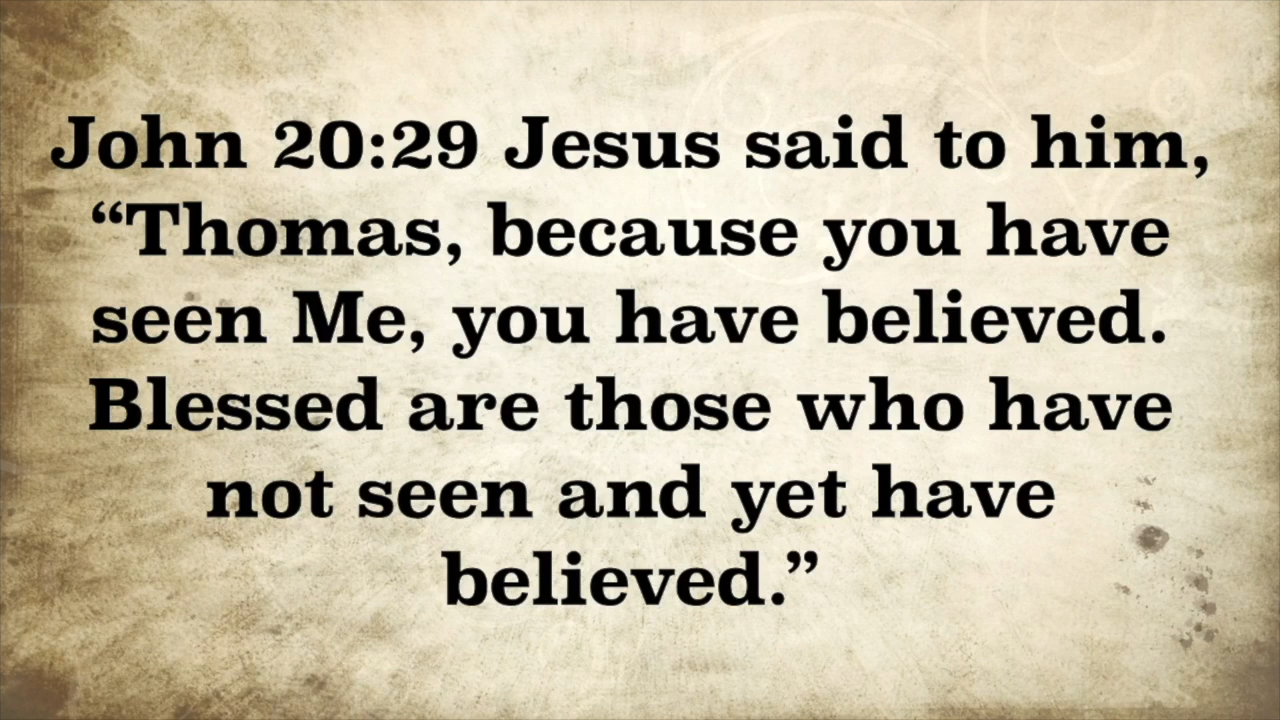 John 20:29 Jesus said to him,
“Thomas, because you have
seen Me, you have believed.
Blessed are those who have
not seen and yet have
believed.”